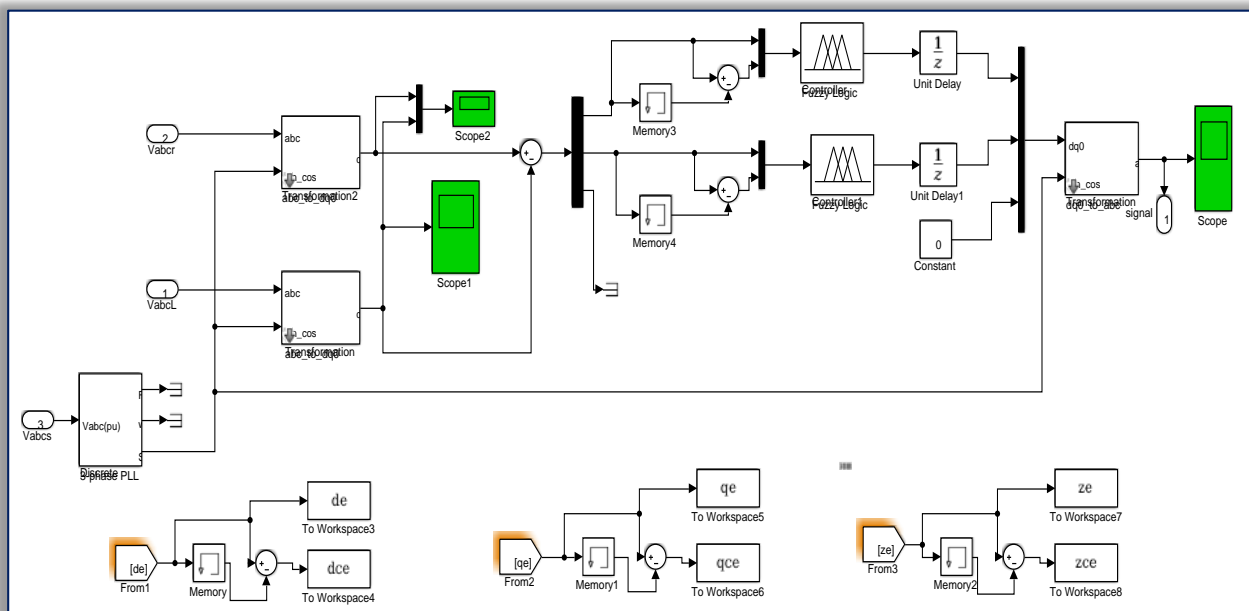 2
Vabcr
abc
sin_cos
Transformation2
abc_to_dq0
Scope2
+
-
Scope1
1
VabcL
abc
Transformation
abc_to_dq0
3
Vabcs
Vabc(pu)
Discrete
3-phase PLL
Memory3
+
-
Controller
Fuzzy Logic
1
z
Unit Delay
Memory4
+
-
Controller1
Fuzzy Logic
1
z
Unit Delay1
0
Constant
dq0
Transformation
dq0_to_abc
signal
1
Scope
[de]
From1
Memory
+
-
de
To Workspace3
dce
To Workspace4
[qe]
From2
Memory1
+
-
qe
To Workspace5
qce
To Workspace6
[ze]
From3
Memory2
+
-
ze
To Workspace7
zce
To Workspace8